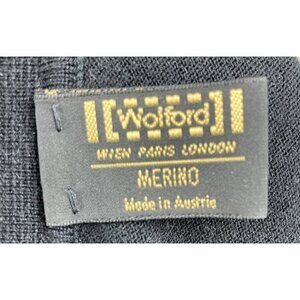 Wolford
WIEN PARIS LONDON
MERINO
Made in Austria